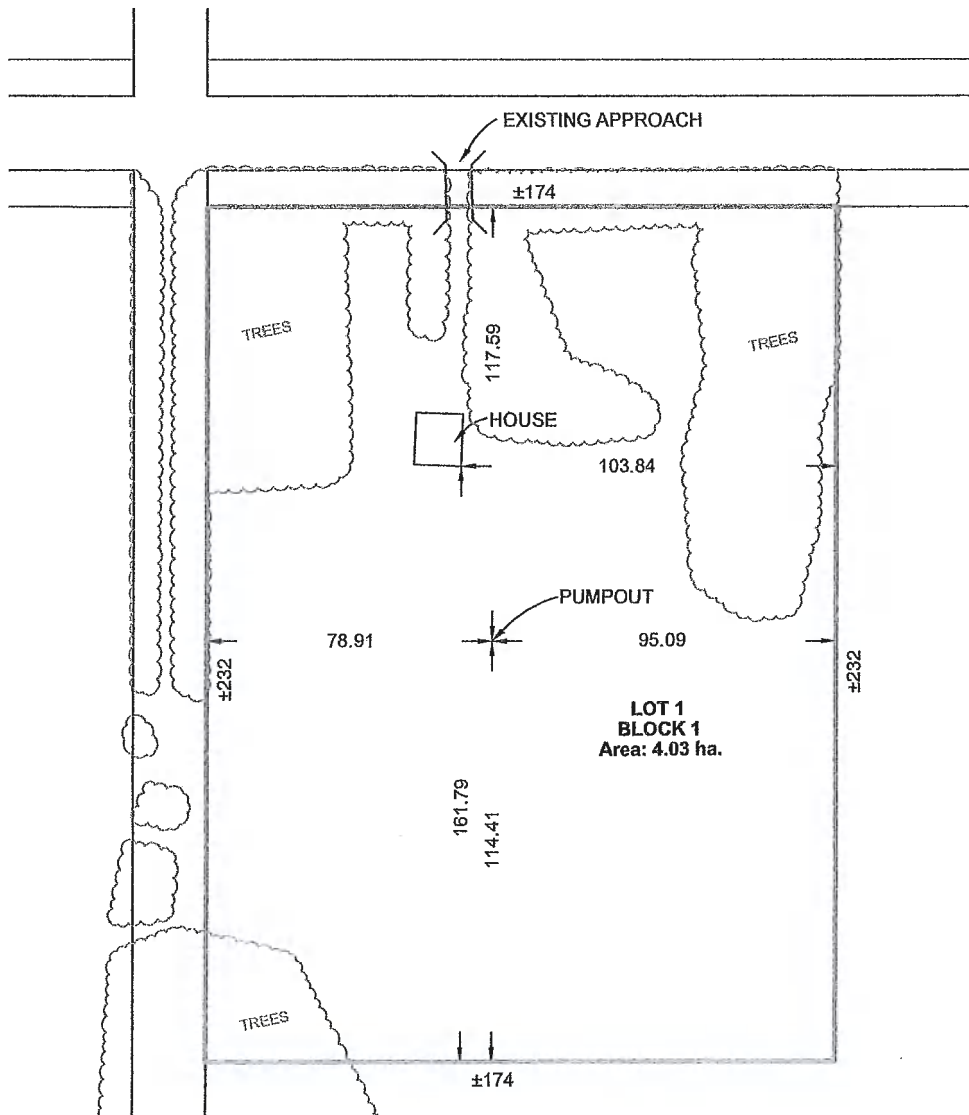 EXISTING APPROACH
±174
TREES
117.59
TREES
HOUSE
103.84
PUMPOUT
78.91
95.09
±232
±232
LOT 1
BLOCK 1
Area: 4.03 ha.
161.79
114.41
TREES
±174